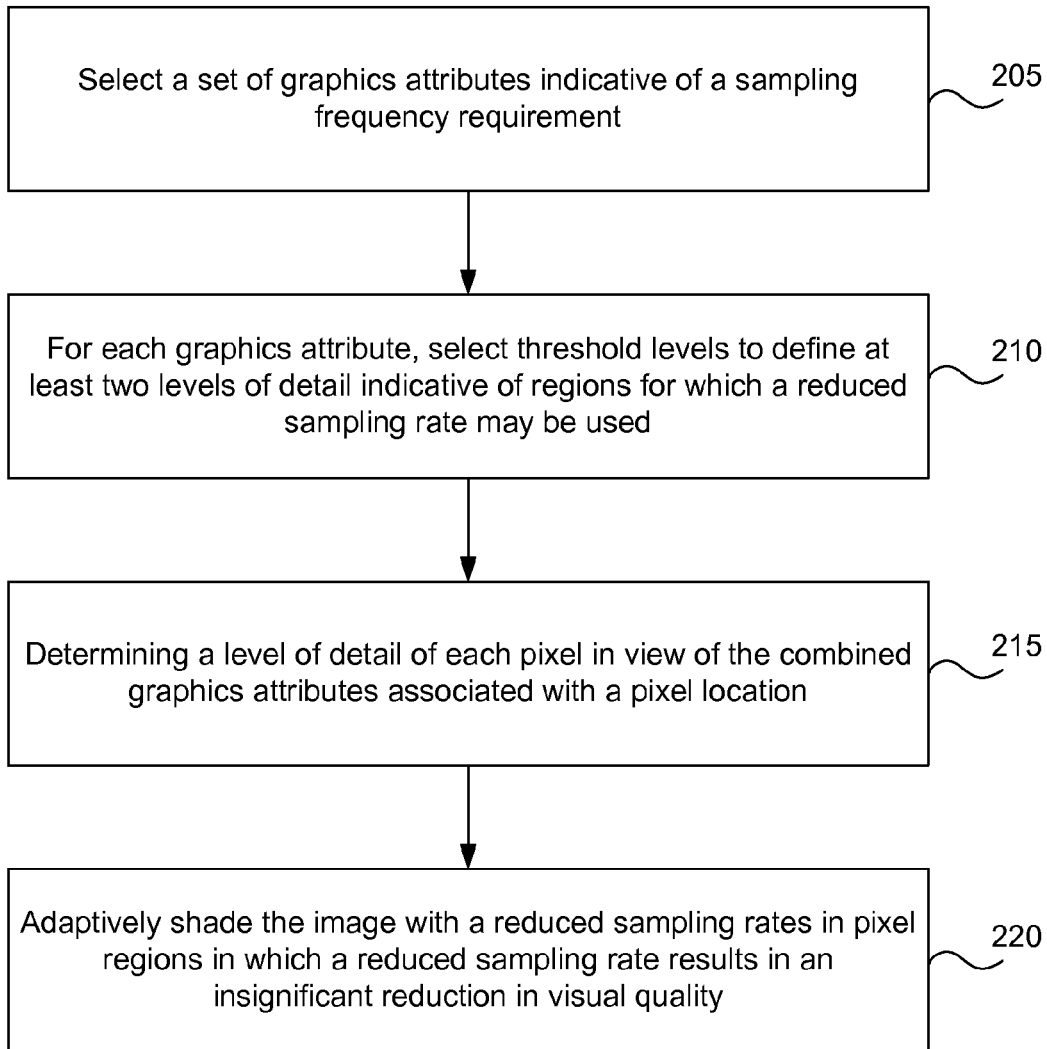 Select a set of graphics attributes indicative of a sampling
frequency requirement
205
For each graphics attribute, select threshold levels to define at
least two levels of detail indicative of regions for which a reduced
sampling rate may be used
210
Determining a level of detail of each pixel in view of the combined
graphics attributes associated with a pixel location
215
Adaptively shade the image with a reduced sampling rates in pixel
regions in which a reduced sampling rate results in an
insignificant reduction in visual quality
220